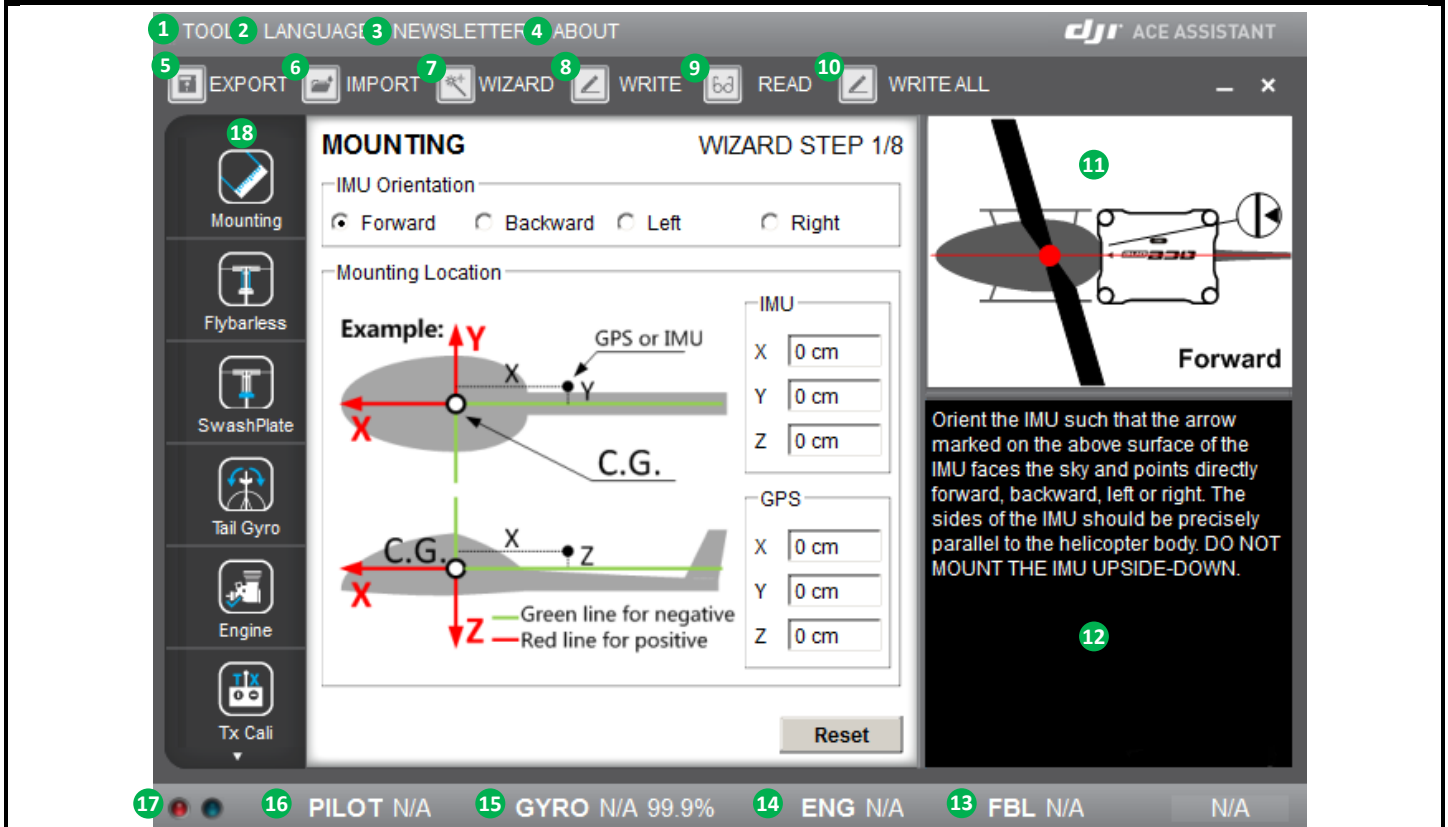 1 TOOL 2 LANGUAGE 3 NEWSLETTER 4 ABOUT
dji ACE ASSISTANT
5 EXPORT 6 IMPORT 7 WIZARD 8 WRITE 9 READ 10 WRITE ALL
18
Mounting
Flybarless
SwashPlate
Tail Gyro
Engine
TX
Tx Cali
MOUNTING WIZARD STEP 1/8
IMU Orientation
Forward Backward Left Right
Mounting Location
Example:
Y
GPS or IMU
X
Y
X
C.G.
C.G.
X
Z
X
Z
Green line for negative
Red line for positive
IMU
X 0 cm
Y 0 cm
Z 0 cm
GPS
X 0 cm
Y 0 cm
Z 0 cm
Reset
11
Forward
Orient the IMU such that the arrow
marked on the above surface of the
IMU faces the sky and points directly
forward, backward, left or right. The
sides of the IMU should be precisely
parallel to the helicopter body. DO NOT
MOUNT THE IMU UPSIDE-DOWN.
12
17 16 PILOT N/A 15 GYRO N/A 99.9% 14 ENG N/A 13 FBL N/A N/A